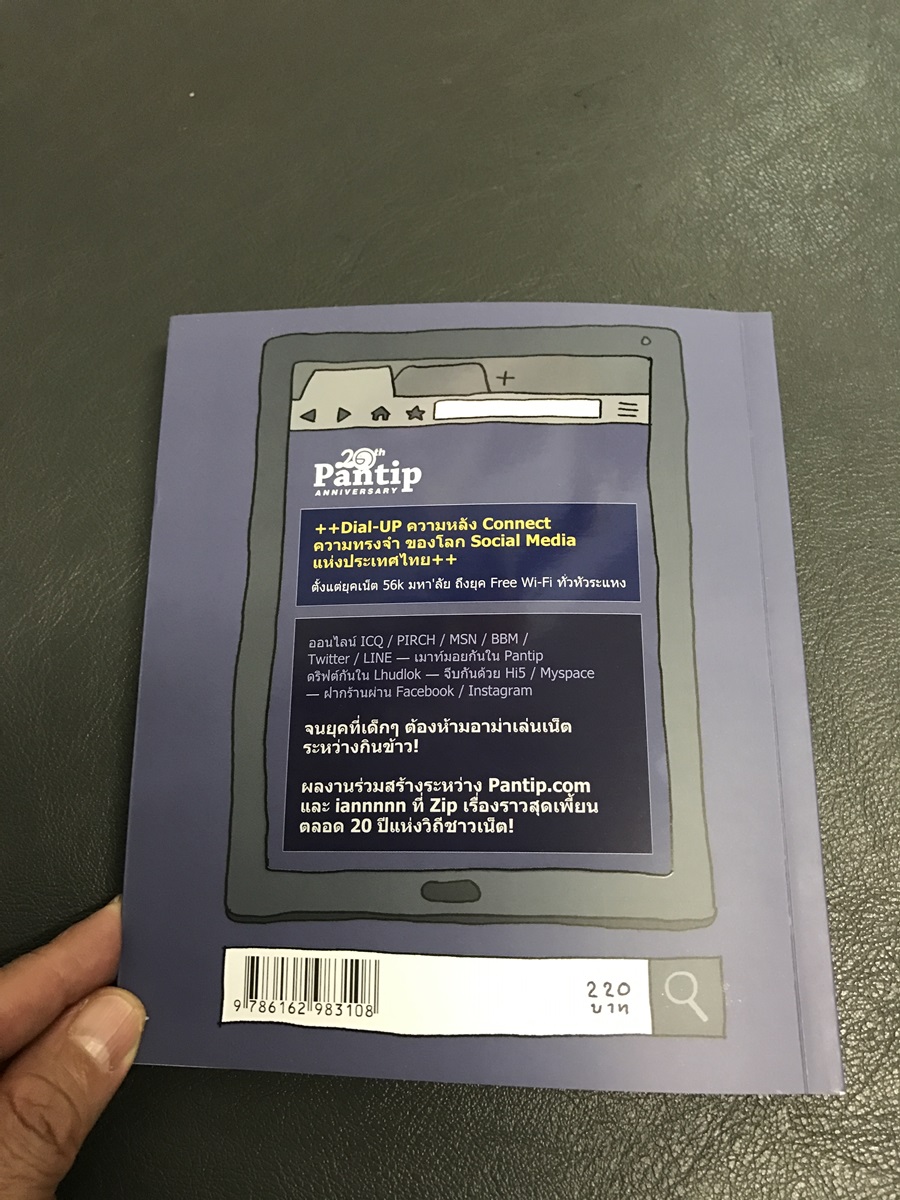 20th
Pantip
ANNIVERSARY
++Dial-UP ความหลัง Connect
ความทรงจำ ของโลก Social Media
แห่งประเทศไทย++
ตั้งแต่ยุคเน็ต 56k มหา'ลัย ถึงยุค Free Wi-Fi ทั่วหัวระแหง
ออนไลน์ ICQ / PIRCH / MSN / BBM /
Twitter / LINE — เมาท์มอยกันใน Pantip
ดริฟต์กันใน Lhudlok — จีบกันด้วย Hi5 / Myspace
— ฝากร้านผ่าน Facebook / Instagram
จนยุคที่เด็กๆ ต้องห้ามอาม่าเล่นเน็ต
ระหว่างกินข้าว!
ผลงานร่วมสร้างระหว่าง Pantip.com
และ iannnnn ที่ Zip เรื่องราวสุดเพี้ยน
ตลอด 20 ปีแห่งวิถีชาวเน็ต!
220
บาท
9 786162 983108